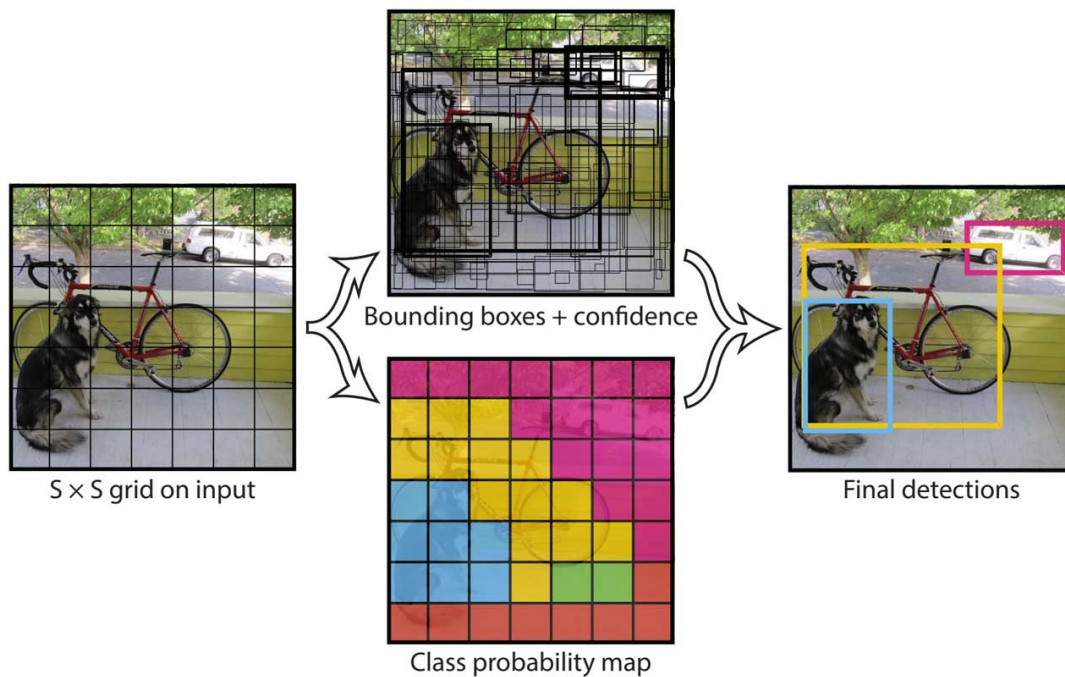 Bounding boxes + confidence
S × S grid on input
Final detections
Class probability map